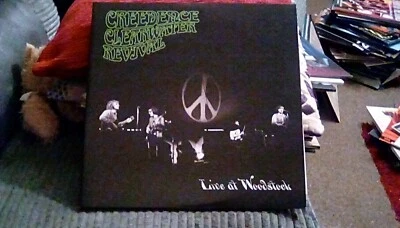 CREEDENCE
CLEARWATER
REVIVAL
Live at Woodstock